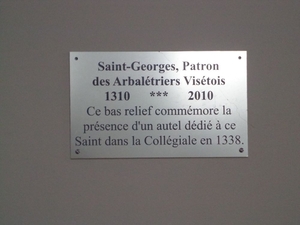 Saint-Georges, Patron
des Arbalétriers Visétois
1310 *** 2010
Ce bas relief commémore la
présence d'un autel dédié à ce
Saint dans la Collégiale en 1338.